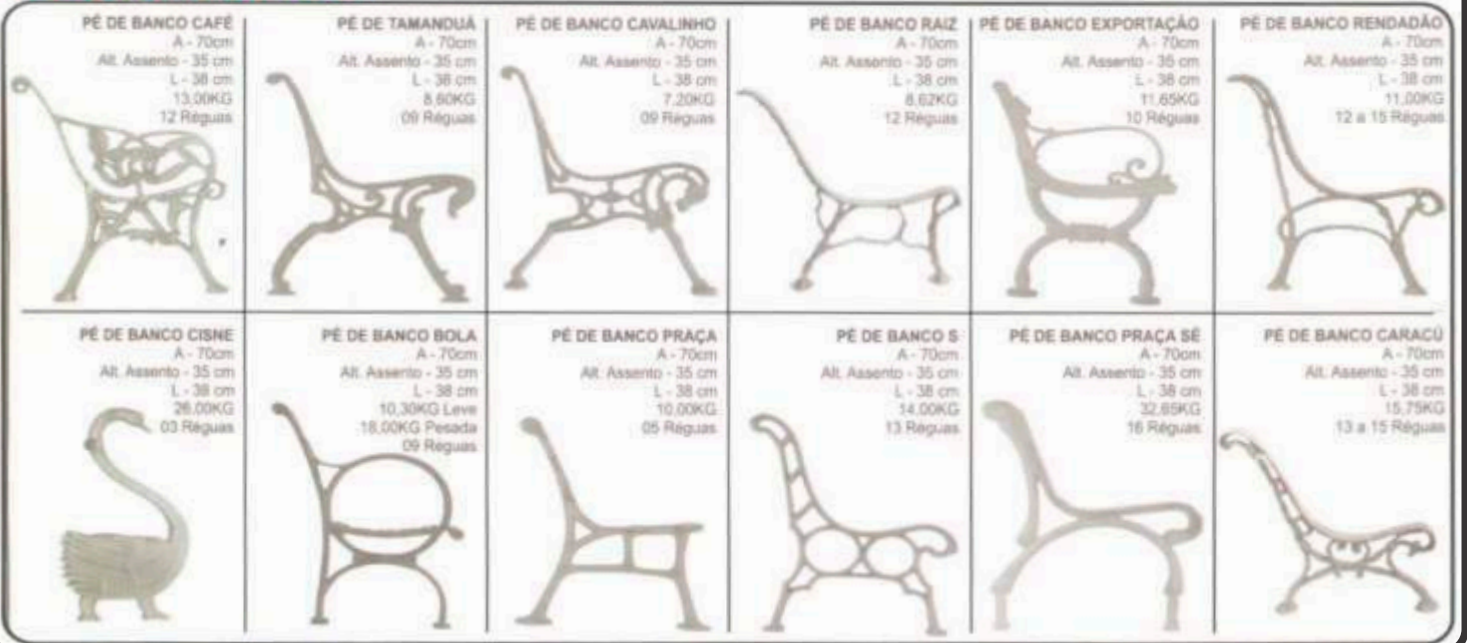 PÉ DE BANCO CAFÉ
A - 70cm
Alt. Assento - 35 cm
L - 38 cm
13,00KG
12 Réguas
PÉ DE TAMANDUÁ
A - 70cm
Alt. Assento - 35 cm
L - 38 cm
8,60KG
09 Réguas
PÉ DE BANCO CAVALINHO
A - 70cm
Alt. Assento - 35 cm
L - 38 cm
7,20KG
09 Réguas
PÉ DE BANCO RAIZ
A - 70cm
Alt. Assento - 35 cm
L - 38 cm
8,62KG
12 Réguas
PÉ DE BANCO EXPORTAÇÃO
A - 70cm
Alt. Assento - 35 cm
L - 38 cm
11,65KG
10 Réguas
PÉ DE BANCO RENDADÃO
A - 70cm
Alt. Assento - 35 cm
L - 38 cm
11,00KG
12 a 15 Réguas
PÉ DE BANCO CISNE
A - 70cm
Alt. Assento - 35 cm
L - 38 cm
26,00KG
03 Réguas
PÉ DE BANCO BOLA
A - 70cm
Alt. Assento - 35 cm
L - 38 cm
10,30KG Leve
18,00KG Pesada
09 Réguas
PÉ DE BANCO PRAÇA
A - 70cm
Alt. Assento - 35 cm
L - 38 cm
10,00KG
05 Réguas
PÉ DE BANCO S
A - 70cm
Alt. Assento - 35 cm
L - 38 cm
14,00KG
13 Réguas
PÉ DE BANCO PRAÇA SÉ
A - 70cm
Alt. Assento - 35 cm
L - 38 cm
32,65KG
16 Réguas
PÉ DE BANCO CARACÚ
A - 70cm
Alt. Assento - 35 cm
L - 38 cm
15,75KG
13 a 15 Réguas